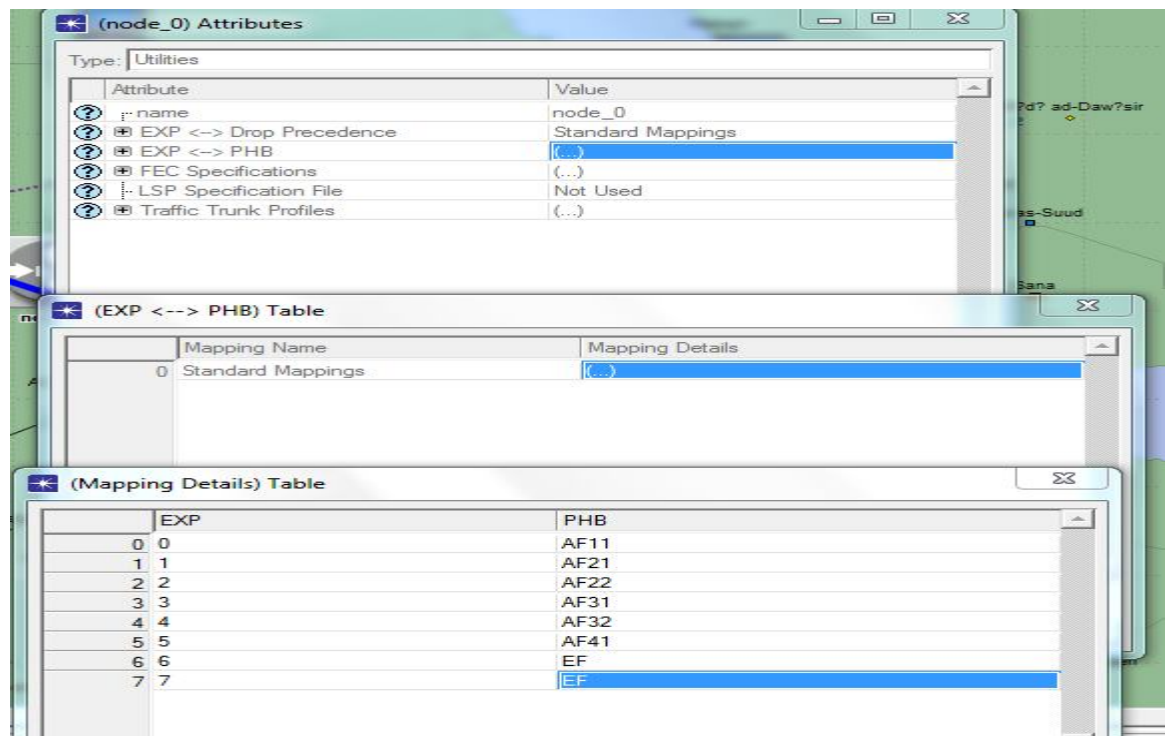 (node_0) Attributes
Type: Utilities
Attribute Value
name node_0
EXP <--> Drop Precedence Standard Mappings
EXP <--> PHB (...)
FEC Specifications (...)
LSP Specification File Not Used
Traffic Trunk Profiles (...)
?d? ad-Daw?sir
as-Suud
Sana
(EXP <--> PHB) Table
Mapping Name Mapping Details
0 Standard Mappings (...)
(Mapping Details) Table
EXP PHB
0 0 AF11
1 1 AF21
2 2 AF22
3 3 AF31
4 4 AF32
5 5 AF41
6 6 EF
7 7 EF